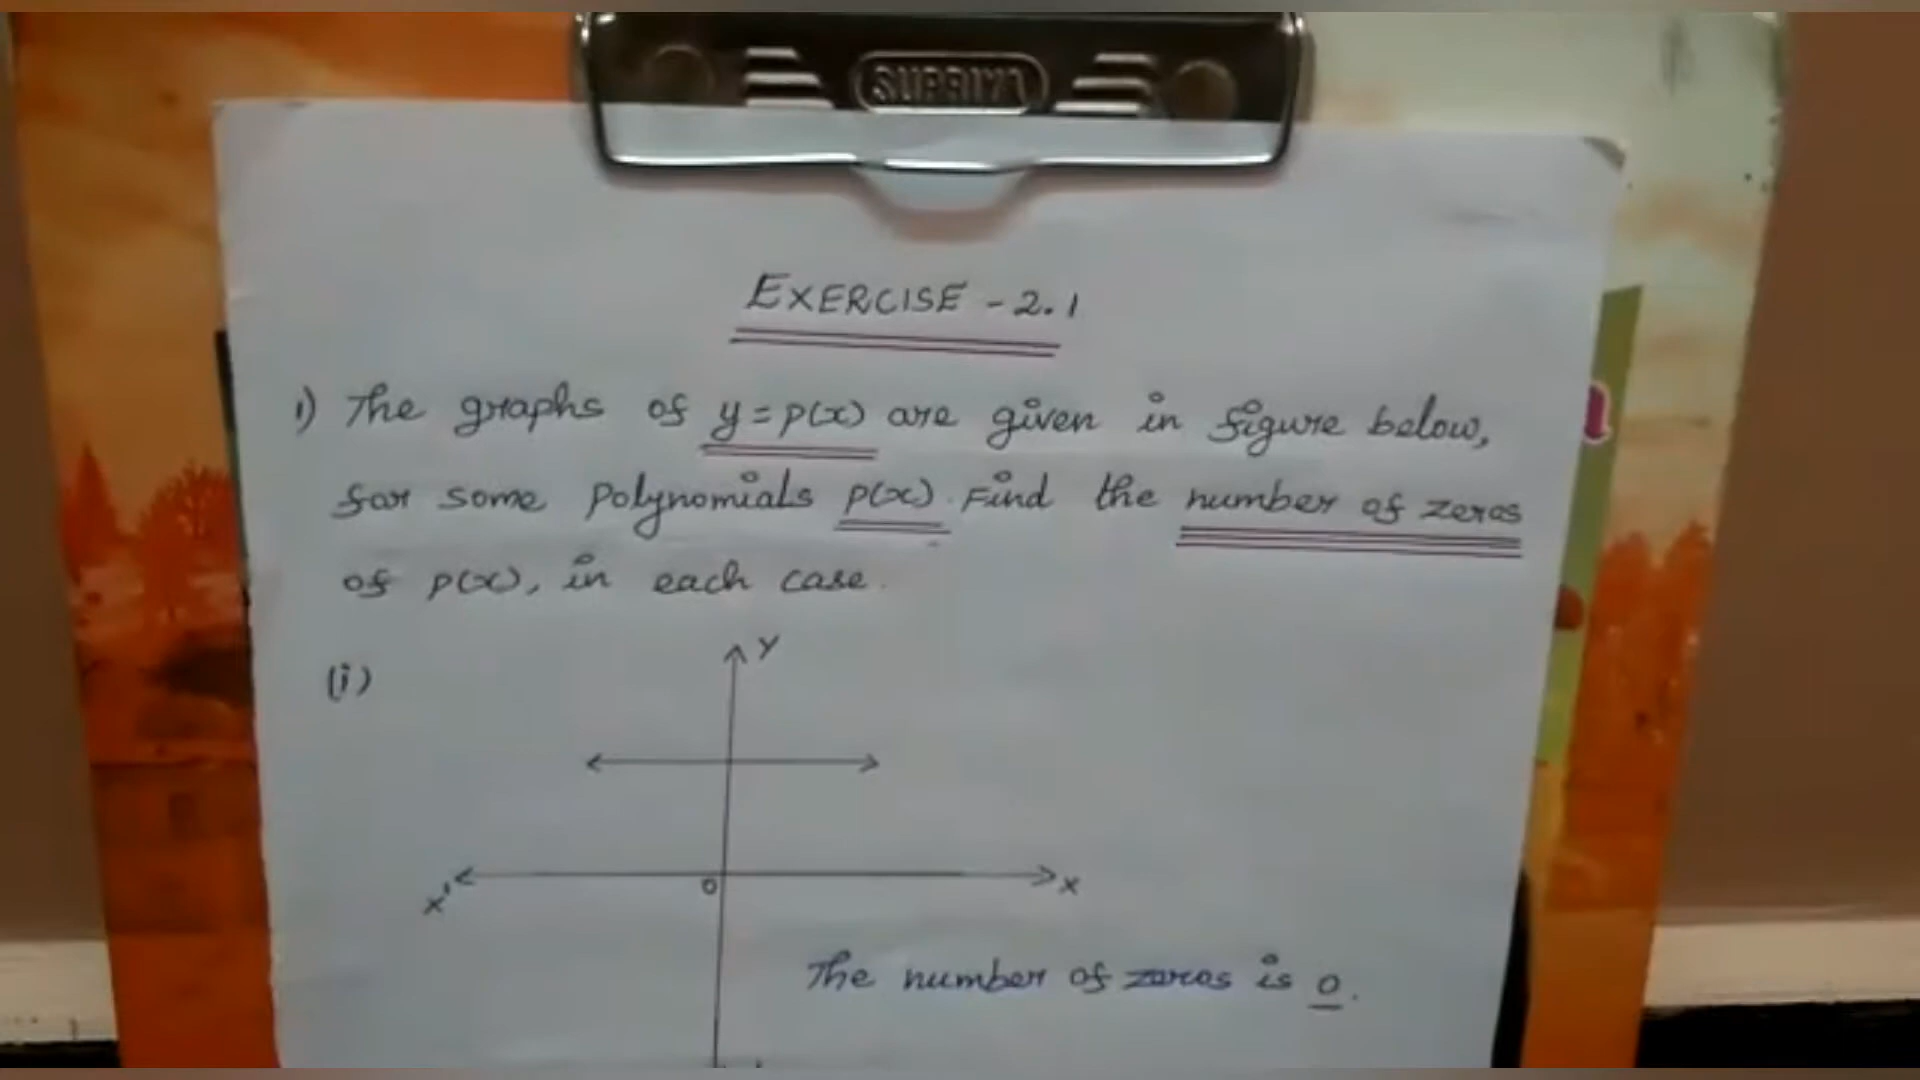 SUPRIYA
EXERCISE - 2.1
1) The graphs of y = p(x) are given in figure below,
for some polynomials p(x). Find the number of zeros
of p(x), in each case.
(i)
Y
O
X'
X
The number of zeros is 0.